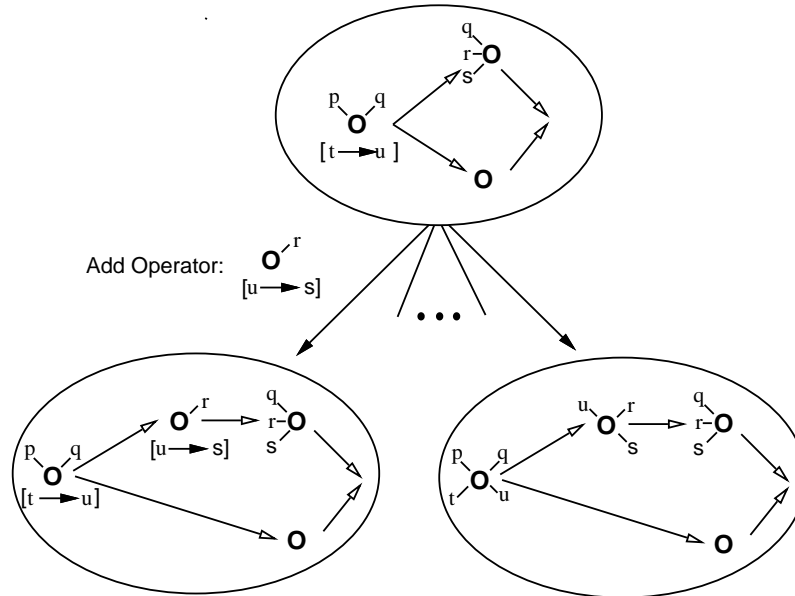 q
r O
s
p q
O
[ t u ]
O
Add Operator:
O r
[u s]
...
q
O r
r O
s
[u s]
p q
O
[ t u]
O
q
u r
O
r O
s s
p q
O
t u
O